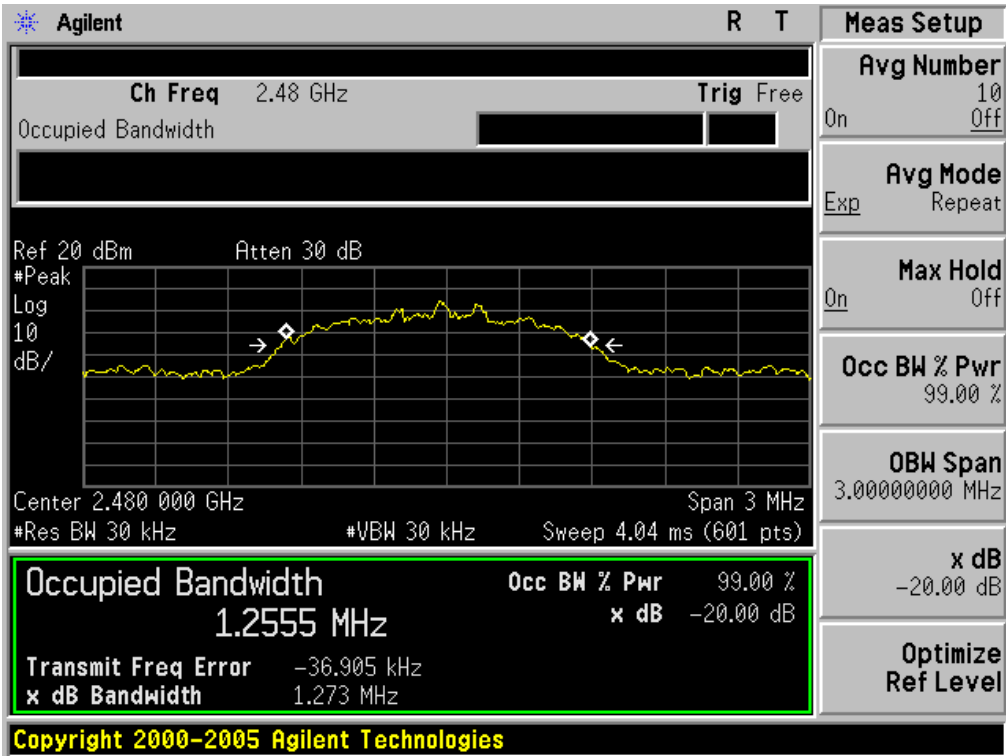 Agilent R T
Ch Freq 2.48 GHz Trig Free
Occupied Bandwidth
Ref 20 dBm Atten 30 dB
#Peak
Log
10
dB/
Center 2.480 000 GHz Span 3 MHz
#Res BW 30 kHz #VBW 30 kHz Sweep 4.04 ms (601 pts)
Occupied Bandwidth Occ BW % Pwr 99.00 %
1.2555 MHz x dB -20.00 dB
Transmit Freq Error -36.905 kHz
x dB Bandwidth 1.273 MHz
Copyright 2000-2005 Agilent Technologies
Meas Setup
Avg Number
10
On Off
Avg Mode
Exp Repeat
Max Hold
On Off
Occ BW % Pwr
99.00 %
OBW Span
3.00000000 MHz
x dB
-20.00 dB
Optimize
Ref Level